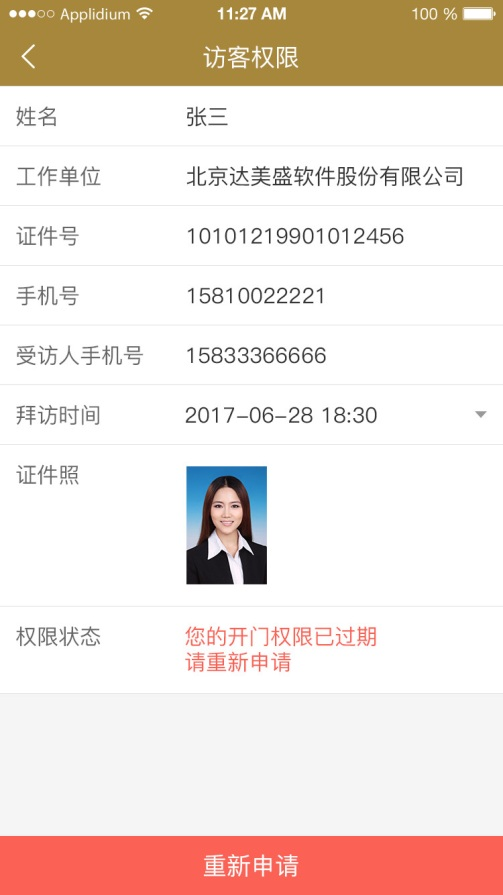 Applidium 11:27 AM 100 %
访客权限
姓名 张三
工作单位 北京达美盛软件股份有限公司
证件号 10101219901012456
手机号 15810022221
受访人手机号 15833366666
拜访时间 2017-06-28 18:30
证件照
权限状态 您的开门权限已过期
请重新申请
重新申请